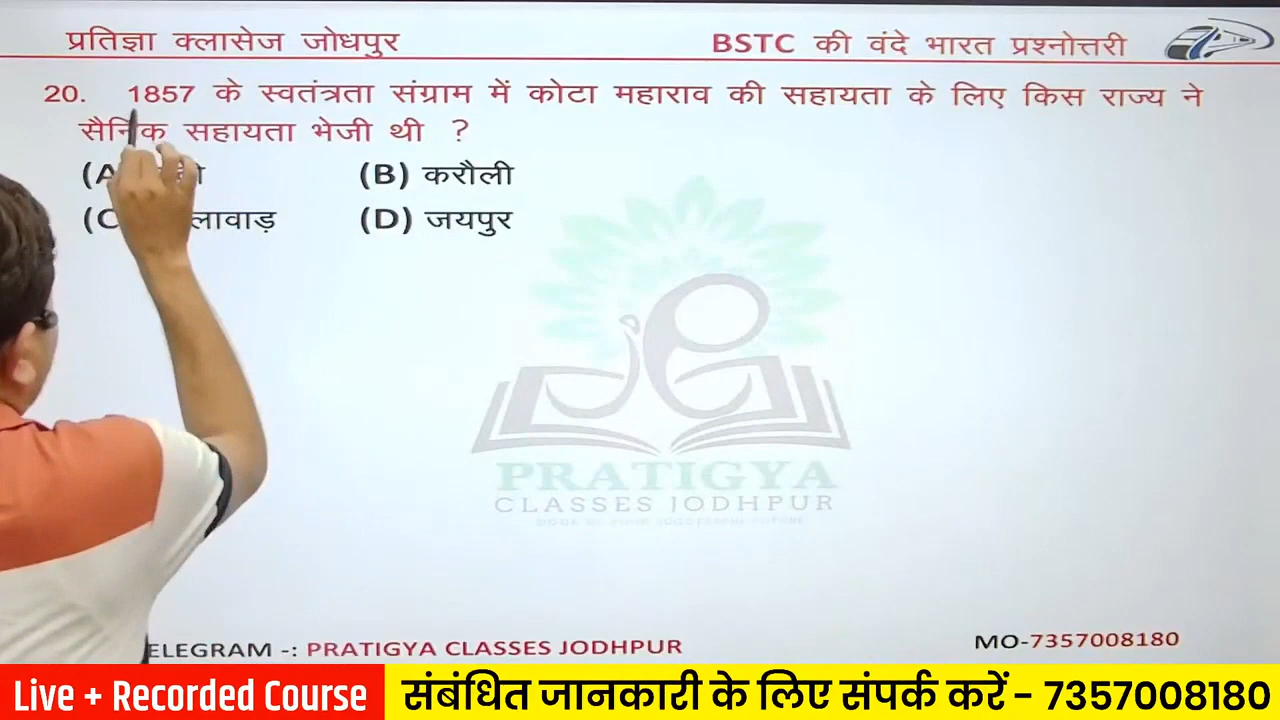 प्रतिज्ञा क्लासेज जोधपुर
BSTC की वंदे भारत प्रश्नोत्तरी
20. 1857 के स्वतंत्रता संग्राम में कोटा महाराव की सहायता के लिए किस राज्य ने
सैनिक सहायता भेजी थी ?
(B) करौली
(D) जयपुर
PRATIGYA
CLASSES JODHPUR
ELEGRAM -: PRATIGYA CLASSES JODHPUR
MO-7357008180
Live + Recorded Course
संबंधित जानकारी के लिए संपर्क करें - 7357008180